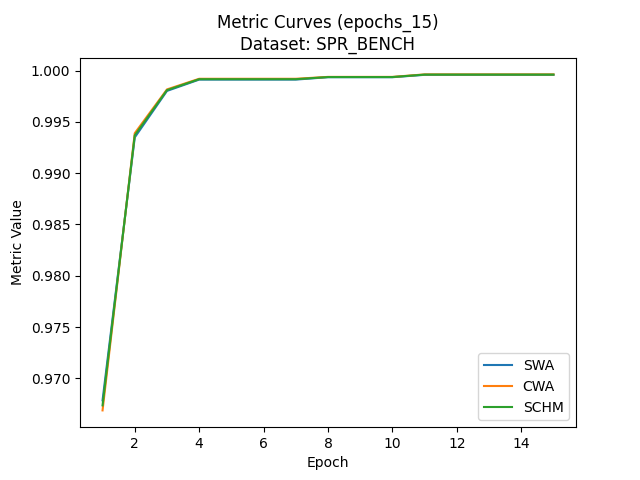 Metric Curves (epochs_15)
Dataset: SPR_BENCH
1.000
0.995
0.990
0.985
0.980
0.975
0.970
Metric Value
SWA
CWA
SCHM
2 4 6 8 10 12 14
Epoch